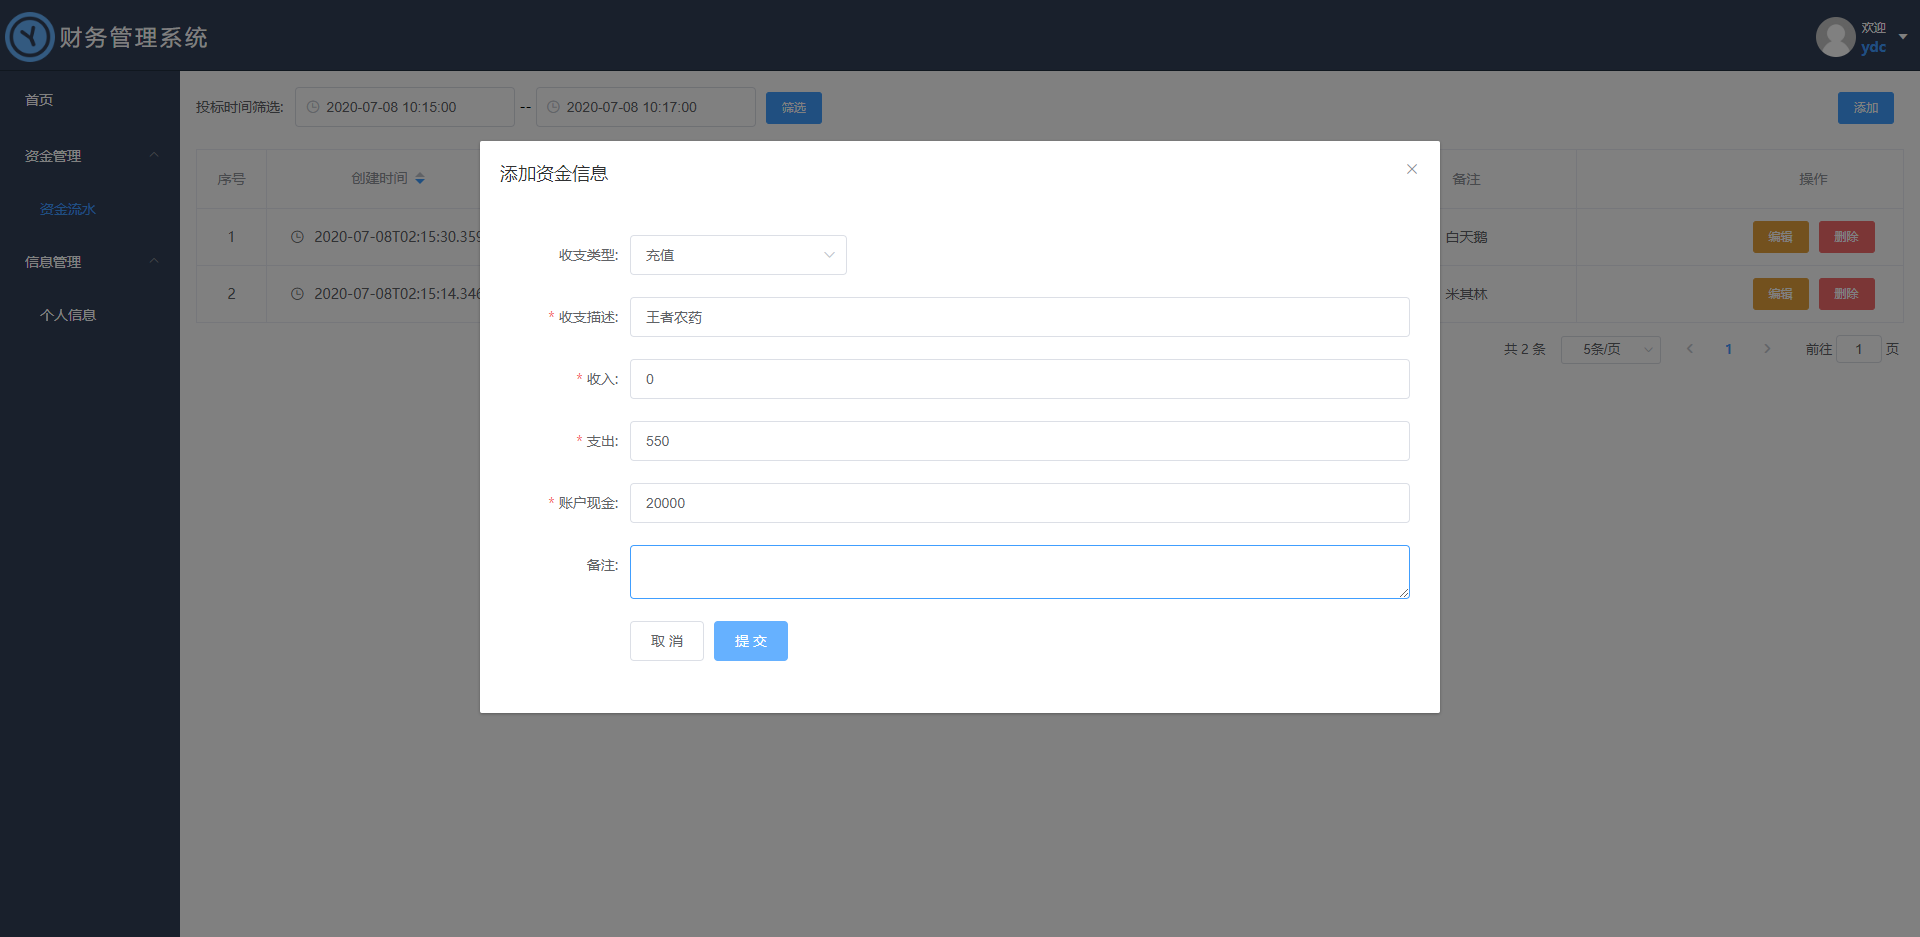 财务管理系统
欢迎
ydc
首页
资金管理
资金流水
信息管理
个人信息
投标时间筛选: 2020-07-08 10:15:00 -- 2020-07-08 10:17:00 筛选 添加
序号 创建时间 备注 操作
1 2020-07-08T02:15:30.359 白天鹅 编辑 删除
2 2020-07-08T02:15:14.346 米其林 编辑 删除
共 2 条 5条/页 1 前往 1 页
添加资金信息
收支类型: 充值
* 收支描述: 王者农药
* 收入: 0
* 支出: 550
* 账户现金: 20000
备注:
取 消 提 交